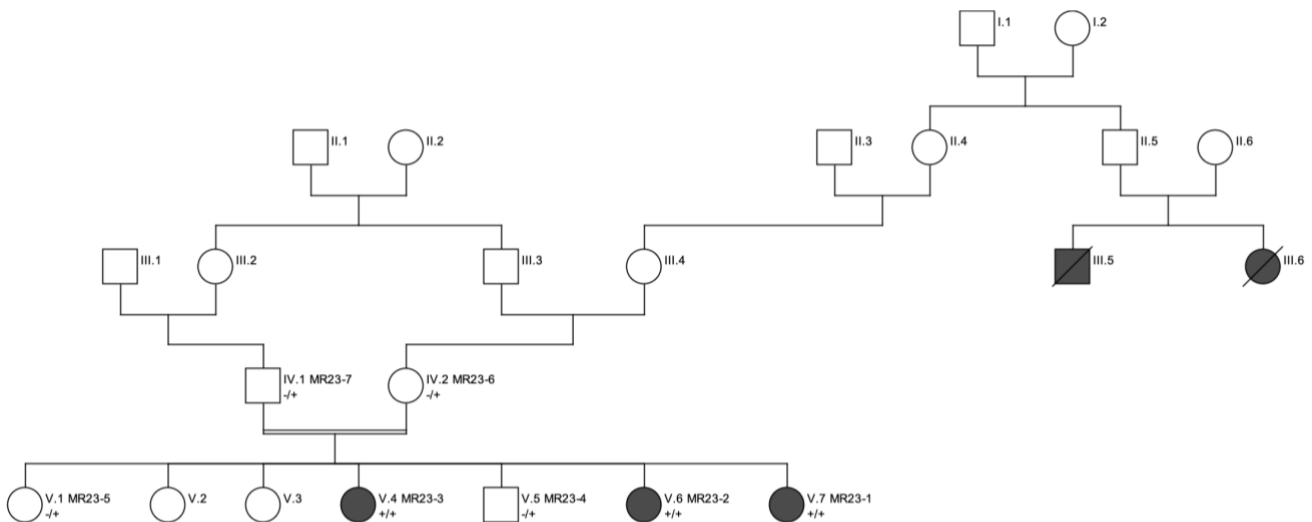 I.1
I.2
II.1
II.2
II.3
II.4
II.5
II.6
III.1
III.2
III.3
III.4
III.5
III.6
IV.1 MR23-7
-/+
IV.2 MR23-6
-/+
V.1 MR23-5
-/+
V.2
V.3
V.4 MR23-3
+/+
V.5 MR23-4
-/+
V.6 MR23-2
+/+
V.7 MR23-1
+/+